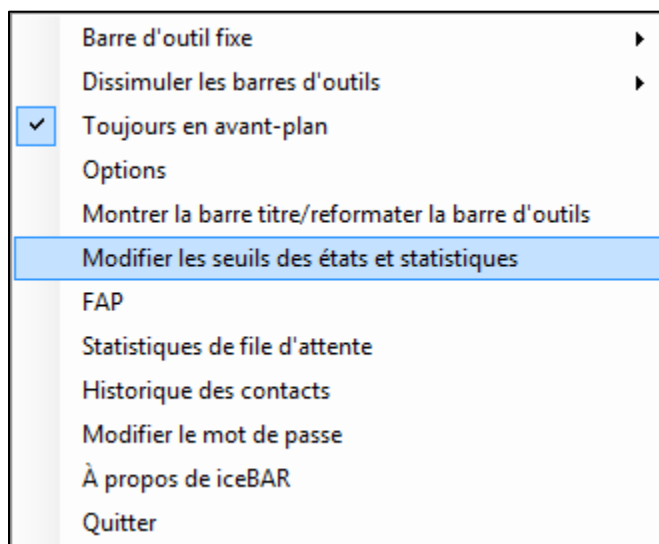 Barre d'outil fixe
Dissimuler les barres d'outils
Toujours en avant-plan
Options
Montrer la barre titre/reformater la barre d'outils
Modifier les seuils des états et statistiques
FAP
Statistiques de file d'attente
Historique des contacts
Modifier le mot de passe
À propos de iceBAR
Quitter